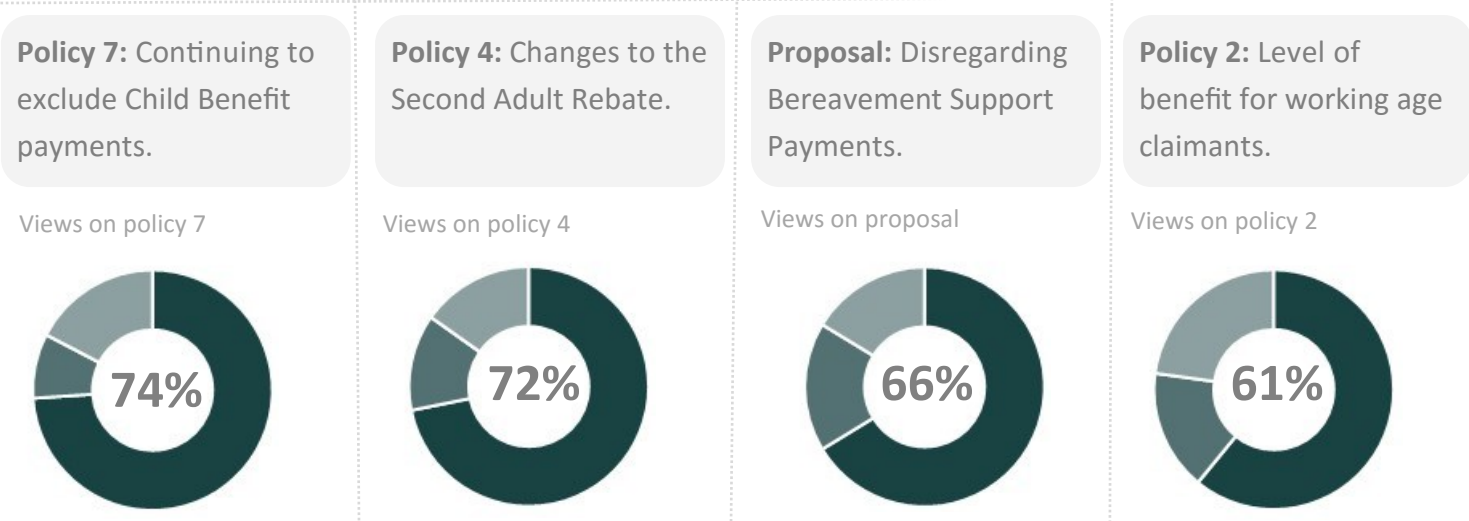 Policy 7: Continuing to
exclude Child Benefit
payments.
Views on policy 7
74%
Policy 4: Changes to the
Second Adult Rebate.
Views on policy 4
72%
Proposal: Disregarding
Bereavement Support
Payments.
Views on proposal
66%
Policy 2: Level of
benefit for working age
claimants.
Views on policy 2
61%